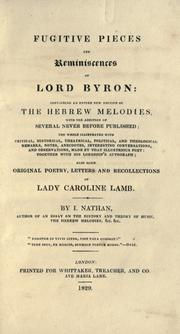 FUGITIVE PIECES
AND
Reminiscences
OF
LORD BYRON:
CONTAINING AN ENTIRE NEW EDITION OF
THE HEBREW MELODIES,
WITH THE ADDITION OF
SEVERAL NEVER BEFORE PUBLISHED;
THE WHOLE ILLUSTRATED WITH
CRITICAL, HISTORICAL, THEATRICAL, POLITICAL, AND THEOLOGICAL
REMARKS, NOTES, ANECDOTES, INTERESTING CONVERSATIONS,
AND OBSERVATIONS, MADE BY THAT ILLUSTRIOUS POET:
TOGETHER WITH HIS LORDSHIP'S AUTOGRAPH;
ALSO SOME
ORIGINAL POETRY, LETTERS AND RECOLLECTIONS
OF
LADY CAROLINE LAMB.
BY I. NATHAN,
AUTHOR OF AN ESSAY ON THE HISTORY AND THEORY OF MUSIC,
THE HEBREW MELODIES, &c. &c.
LONDON:
PRINTED FOR WHITTAKER, TREACHER, AND CO.
AVE MARIA LANE.
1829.